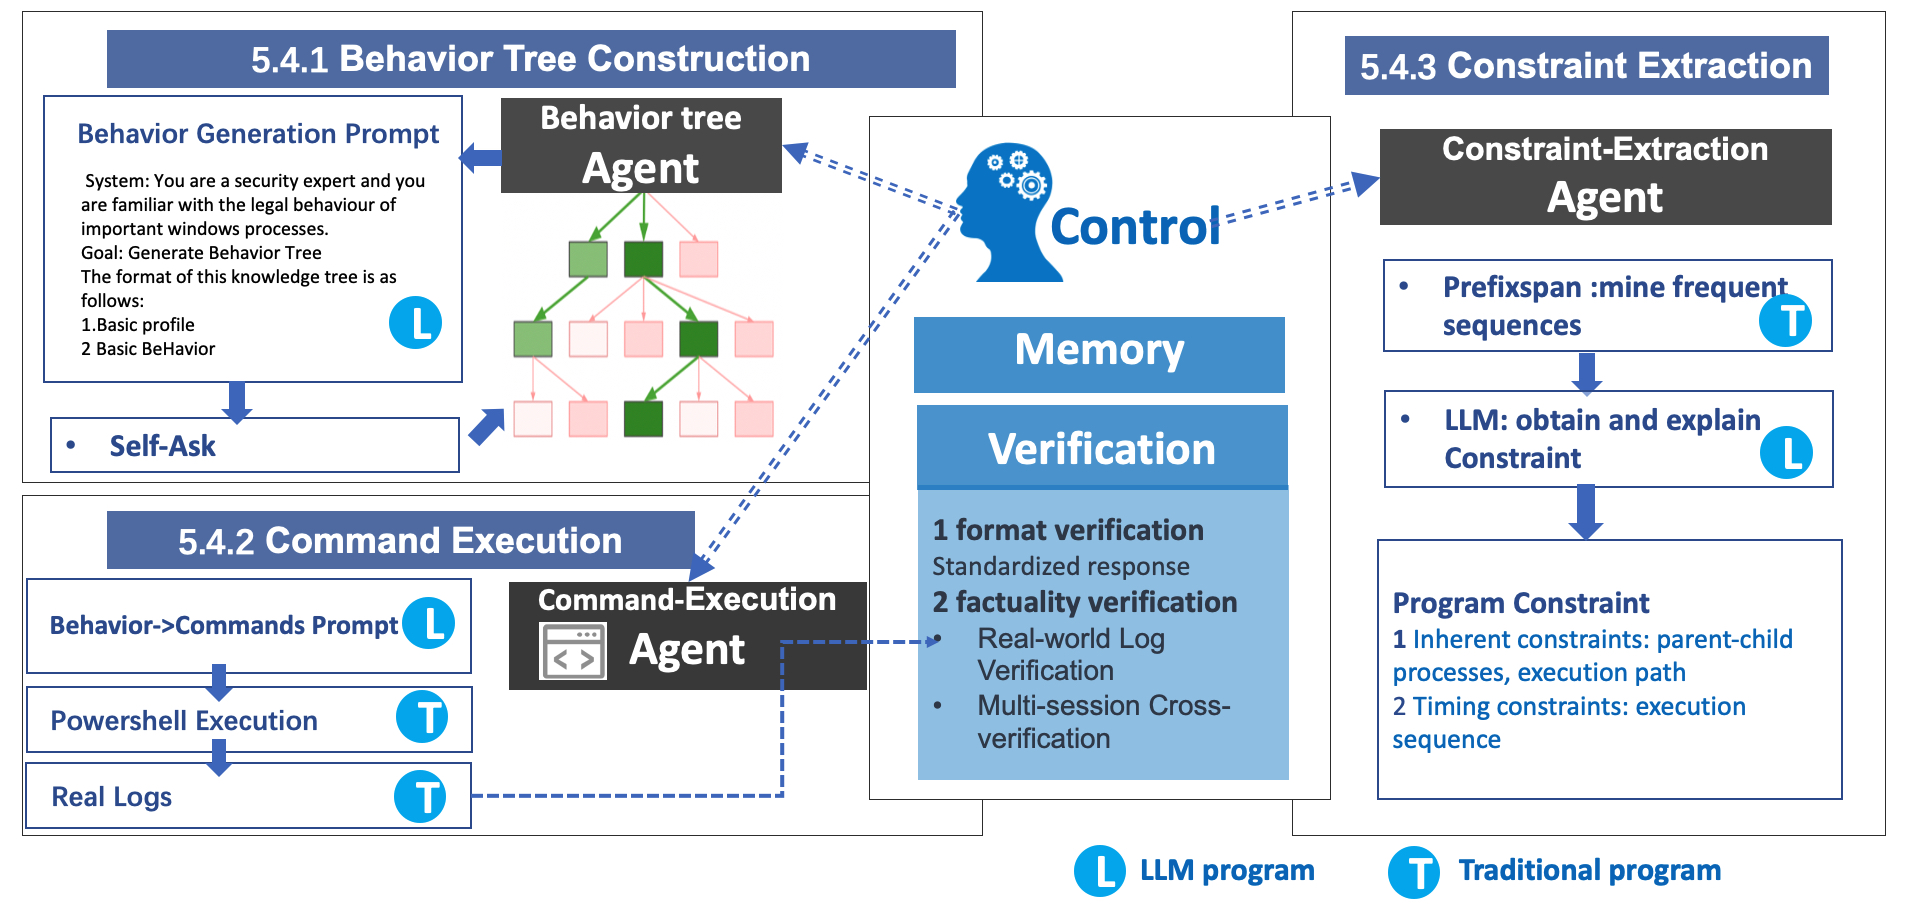 5.4.1 Behavior Tree Construction
Behavior Generation Prompt
System: You are a security expert and you
are familiar with the legal behaviour of
important windows processes.
Goal: Generate Behavior Tree
The format of this knowledge tree is as
follows:
1.Basic profile
2 Basic BeHavior
L
• Self-Ask
Behavior tree
Agent
5.4.2 Command Execution
Behavior->Commands Prompt
L
Powershell Execution
T
Real Logs
T
Command-Execution
< >
Agent
Control
Memory
Verification
1 format verification
Standardized response
2 factuality verification
• Real-world Log
Verification
• Multi-session Cross-
verification
5.4.3 Constraint Extraction
Constraint-Extraction
Agent
• Prefixspan :mine frequent
sequences
T
• LLM: obtain and explain
Constraint
L
Program Constraint
1 Inherent constraints: parent-child
processes, execution path
2 Timing constraints: execution
sequence
L LLM program
T Traditional program